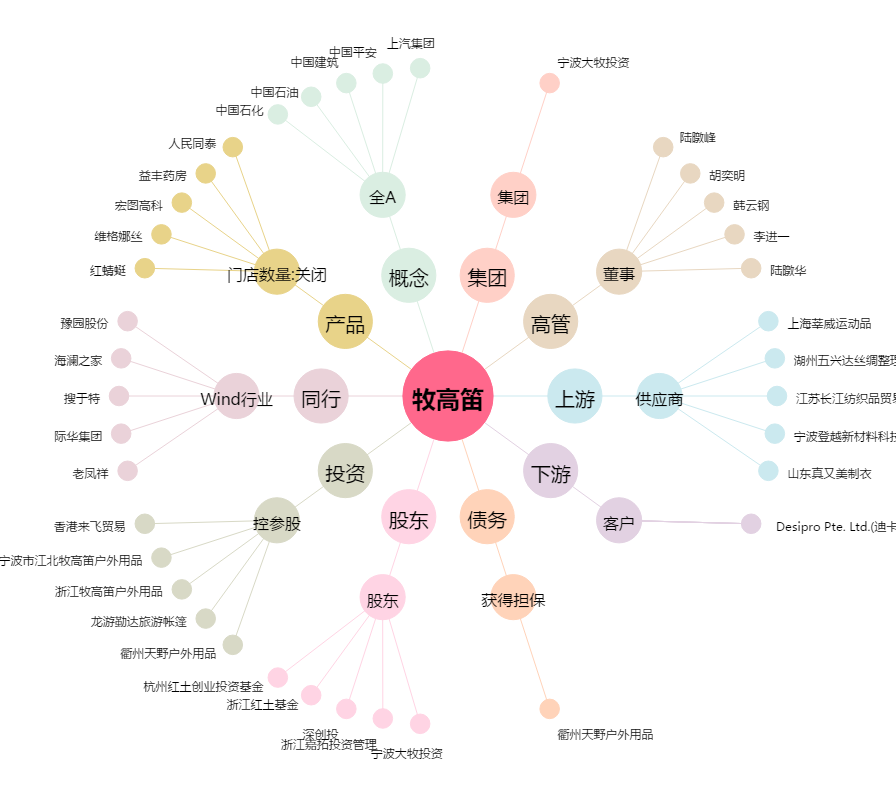 上汽集团
中国平安
中国建筑
中国石油
中国石化
全A
概念
宁波大牧投资
集团
集团
陆暾峰
胡奕明
韩云钢
李进一
陆暾华
董事
高管
人民同泰
益丰药房
宏图高科
维格娜丝
红蜻蜓
门店数量:关闭
产品
豫园股份
海澜之家
搜于特
际华集团
老凤祥
Wind行业
同行
牧高笛
上游
供应商
上海莘威运动品
湖州五兴达丝绸整理
江苏长江纺织品贸易
宁波登越新材料科技
山东真又美制衣
投资
控参股
香港来飞贸易
宁波市江北牧高笛户外用品
浙江牧高笛户外用品
龙游勤达旅游帐篷
衢州天野户外用品
下游
客户
Desipro Pte. Ltd.(迪卡
股东
股东
杭州红土创业投资基金
浙江红土基金
深创投
浙江嘉拓投资管理
宁波大牧投资
债务
获得担保
衢州天野户外用品